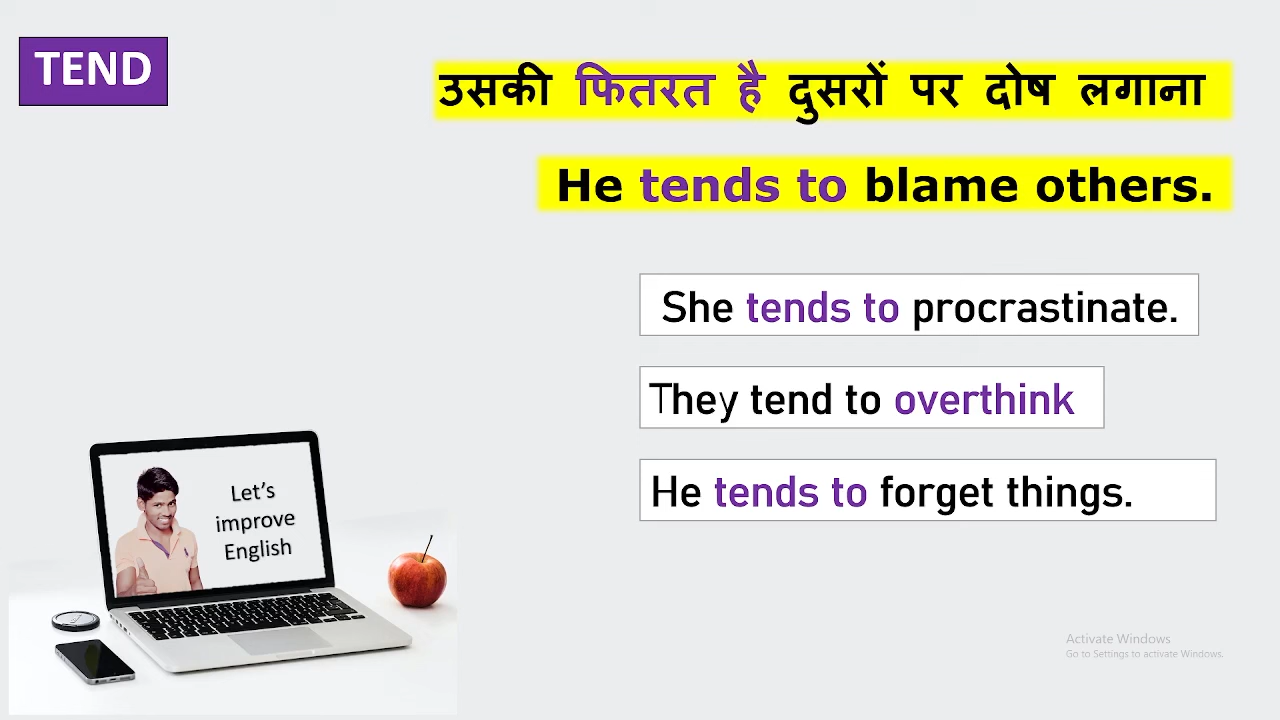 TEND
उसकी फितरत है दुसरों पर दोष लगाना
He tends to blame others.
She tends to procrastinate.
They tend to overthink
He tends to forget things.
Let's
improve
English
Activate Windows
Go to Settings to activate Windows.